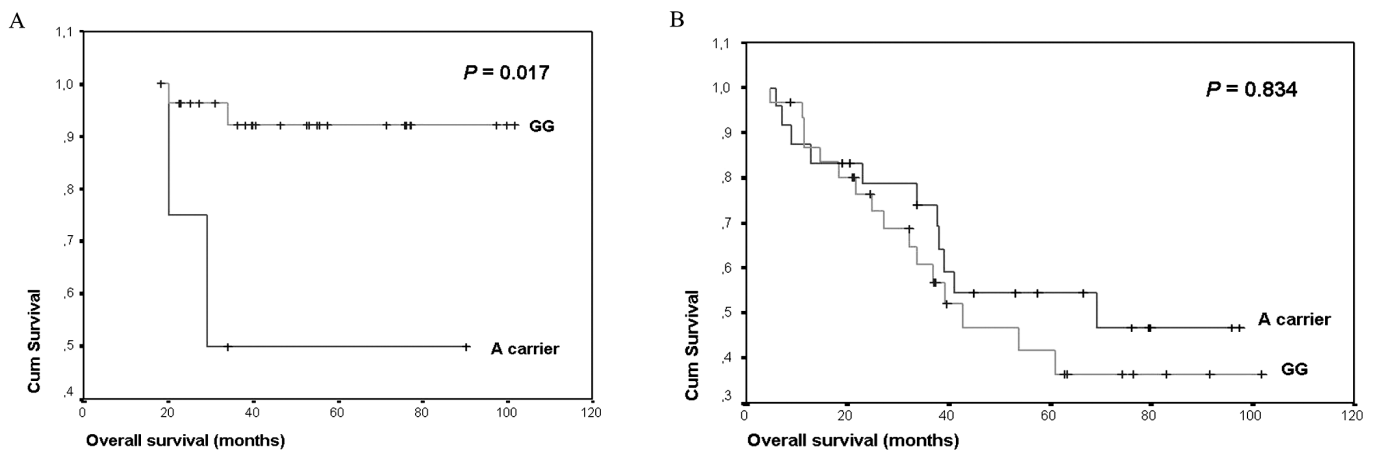 A
1,1
1,0
,9
,8
,7
,6
,5
,4
0
20
40
60
80
100
120
P = 0.017
GG
A carrier
Cum Survival
Overall survival (months)
B
1,1
1,0
,9
,8
,7
,6
,5
,4
,3
0
20
40
60
80
100
120
P = 0.834
A carrier
GG
Cum Survival
Overall survival (months)